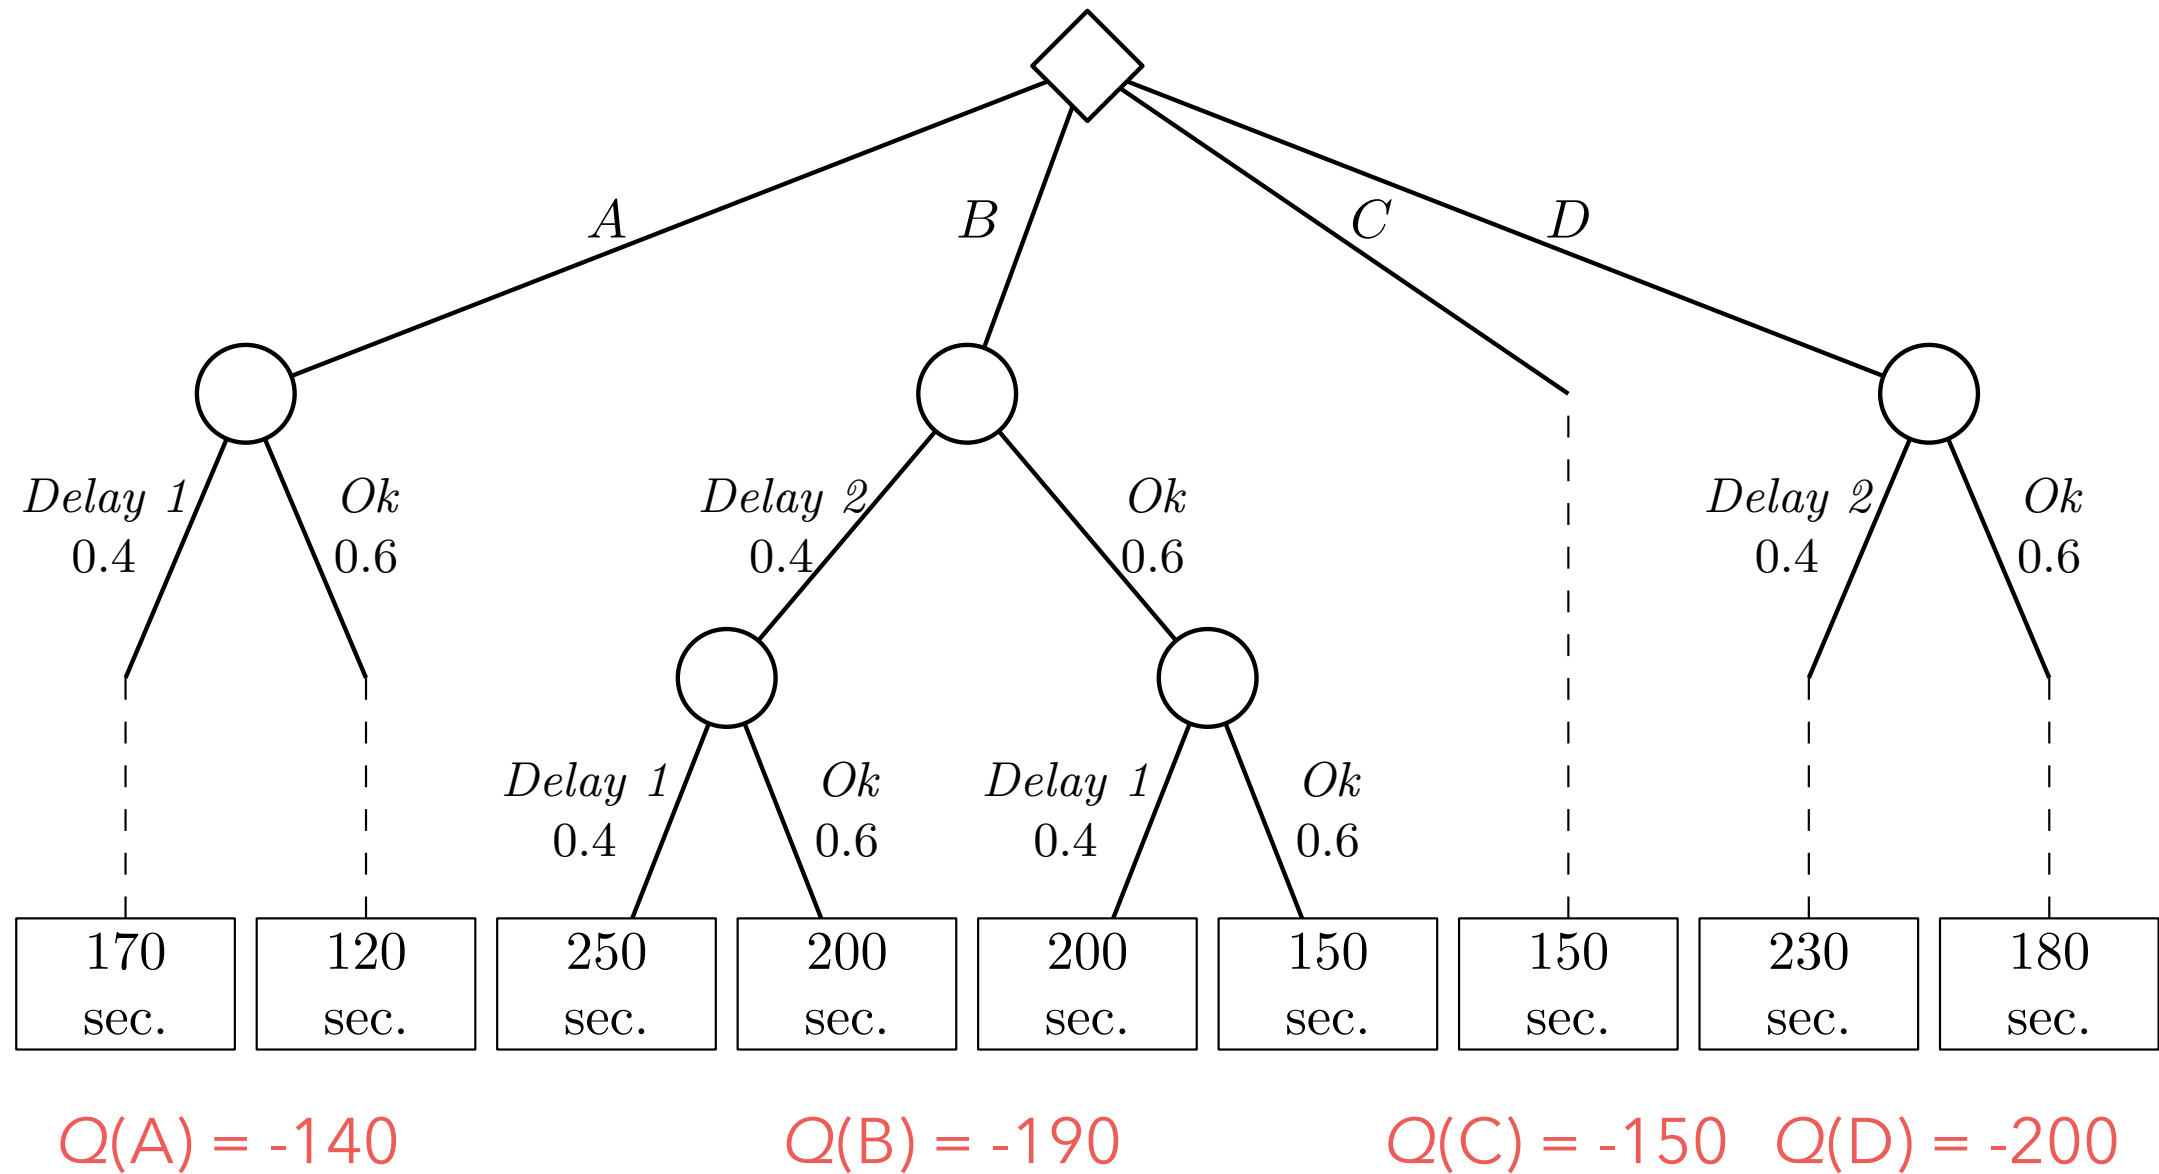 A
B
C
D
Delay 1
0.4
Ok
0.6
Delay 2
0.4
Ok
0.6
Delay 2
0.4
Ok
0.6
Delay 1
0.4
Ok
0.6
Delay 1
0.4
Ok
0.6
170
sec.
120
sec.
250
sec.
200
sec.
200
sec.
150
sec.
150
sec.
230
sec.
180
sec.
Q(A) = -140
Q(B) = -190
Q(C) = -150
Q(D) = -200